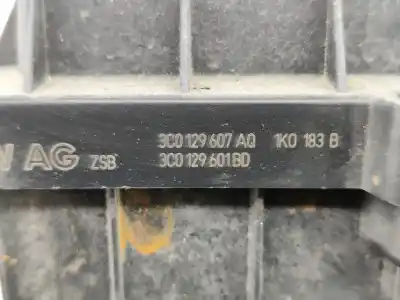 3C0 129 607 AQ 1K0 183 B
AG ZSB 3C0 129 601 BD